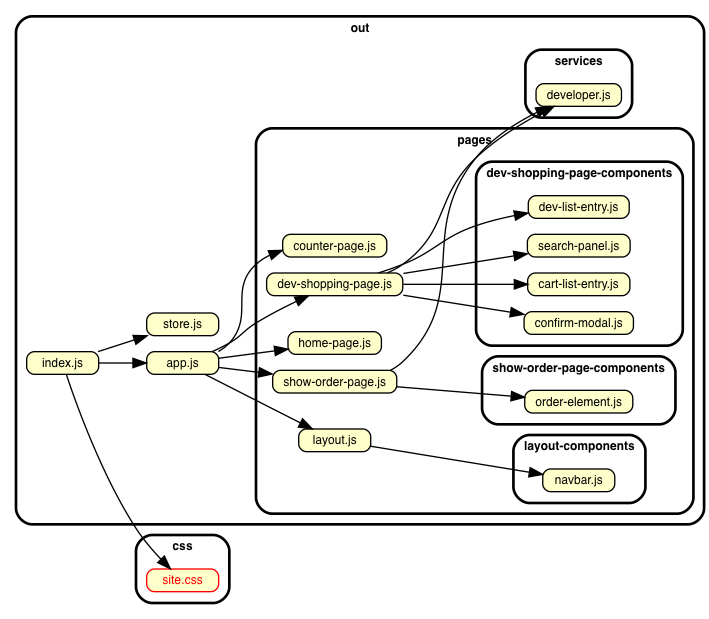 out
services
developer.js
pages
dev-shopping-page-components
dev-list-entry.js
counter-page.js
search-panel.js
dev-shopping-page.js
cart-list-entry.js
store.js
confirm-modal.js
home-page.js
index.js
app.js
show-order-page-components
show-order-page.js
order-element.js
layout.js
layout-components
navbar.js
css
site.css